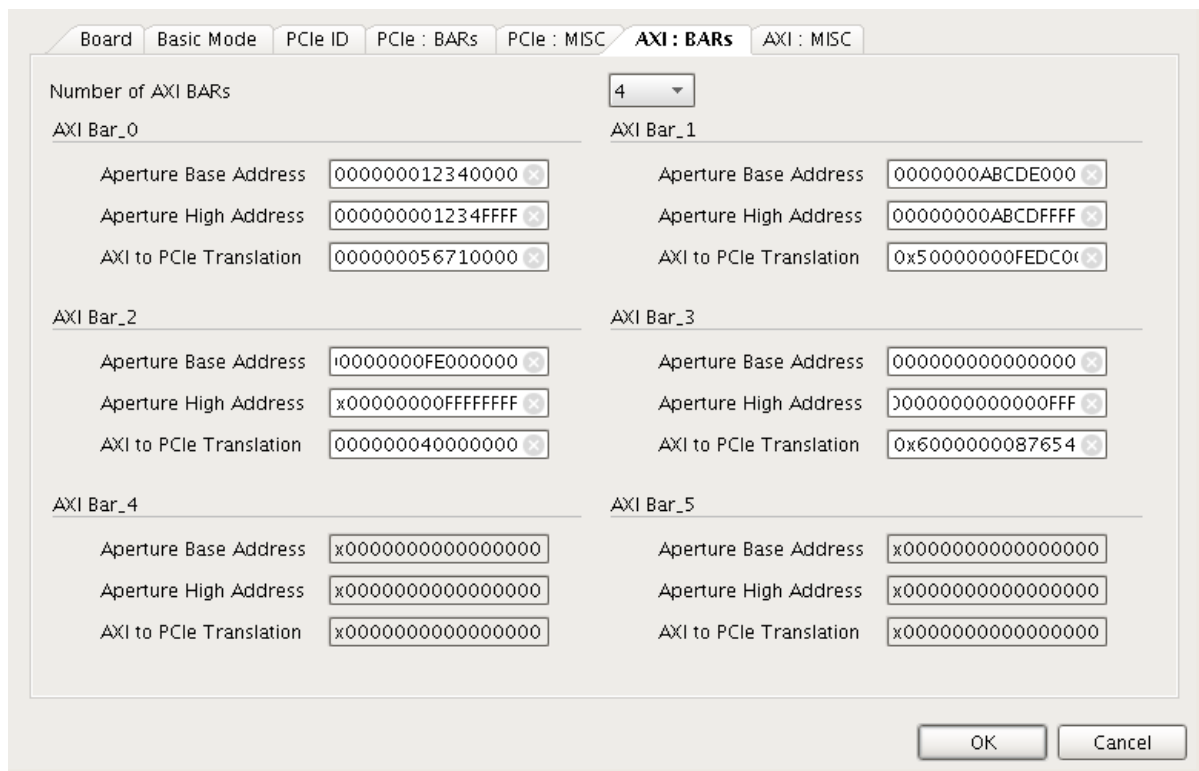 Board Basic Mode PCIe ID PCIe : BARs PCIe : MISC AXI : BARs AXI : MISC
Number of AXI BARs 4
AXI Bar_0 AXI Bar_1
Aperture Base Address 000000012340000 Aperture Base Address 0000000ABCDE000
Aperture High Address 000000001234FFFF Aperture High Address 00000000ABCDFFFF
AXI to PCIe Translation 000000056710000 AXI to PCIe Translation 0x50000000FEDC0
AXI Bar_2 AXI Bar_3
Aperture Base Address 0000000FE000000 Aperture Base Address 000000000000000
Aperture High Address x00000000FFFFFFFF Aperture High Address 0000000000000FFF
AXI to PCIe Translation 000000040000000 AXI to PCIe Translation 0x6000000087654
AXI Bar_4 AXI Bar_5
Aperture Base Address x0000000000000000 Aperture Base Address x0000000000000000
Aperture High Address x0000000000000000 Aperture High Address x0000000000000000
AXI to PCIe Translation x0000000000000000 AXI to PCIe Translation x0000000000000000
OK Cancel